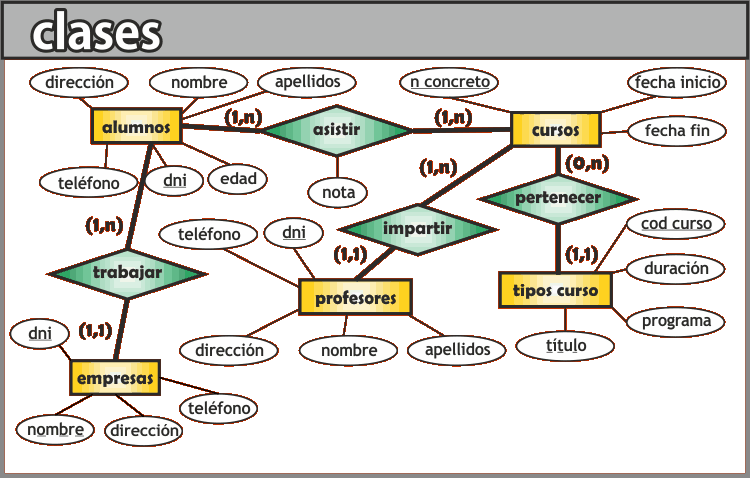 clases
dirección
nombre
apellidos
n concreto
fecha inicio
alumnos
(1,n)
asistir
(1,n)
cursos
fecha fin
teléfono
dni
edad
nota
(1,n)
(0,n)
pertenecer
(1,n)
teléfono
dni
impartir
cod curso
trabajar
(1,1)
(1,1)
duración
profesores
tipos curso
dni
(1,1)
dirección
nombre
apellidos
título
programa
empresas
teléfono
nombre
dirección